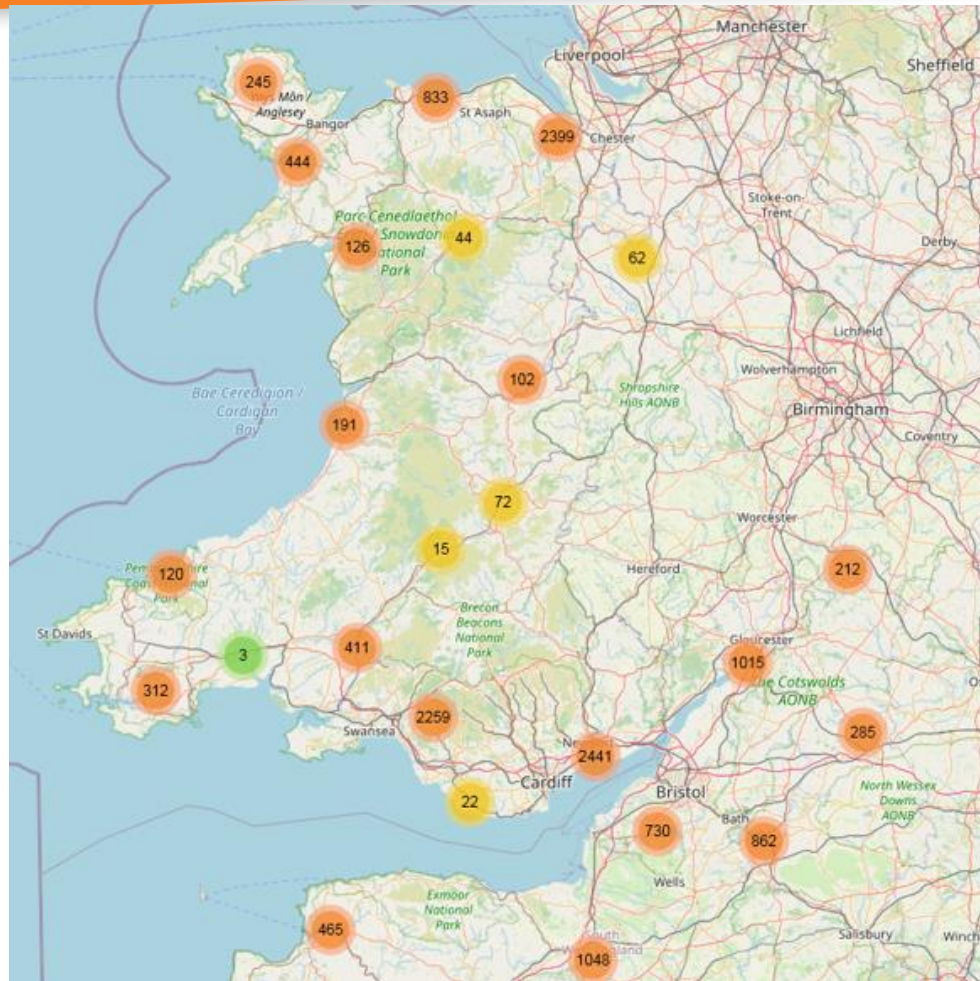 Manchester
Liverpool
Sheffield
245
Môn /
Anglesey
833
St Asaph
Bangor
2399
Chester
444
Stoke-on-
Trent
Parc Cenedlaethol
Snowdon
National
Park
126
44
62
Derby
Lichfield
Wolverhampton
102
Shropshire
Hills AONB
Bae Ceredigion /
Cardigan
Bay
Birmingham
191
Coventry
72
Worcester
15
Hereford
212
120
Park
Brecon
Beacons
National
Park
St Davids
3
411
Gloucester
1015
The Cotswolds
AONB
312
2259
Swansea
285
2441
Cardiff
Bristol
North Wessex
Downs
AONB
22
730
Bath
862
Wells
Exmoor
National
Park
465
Salisbury
Winch
South
1048